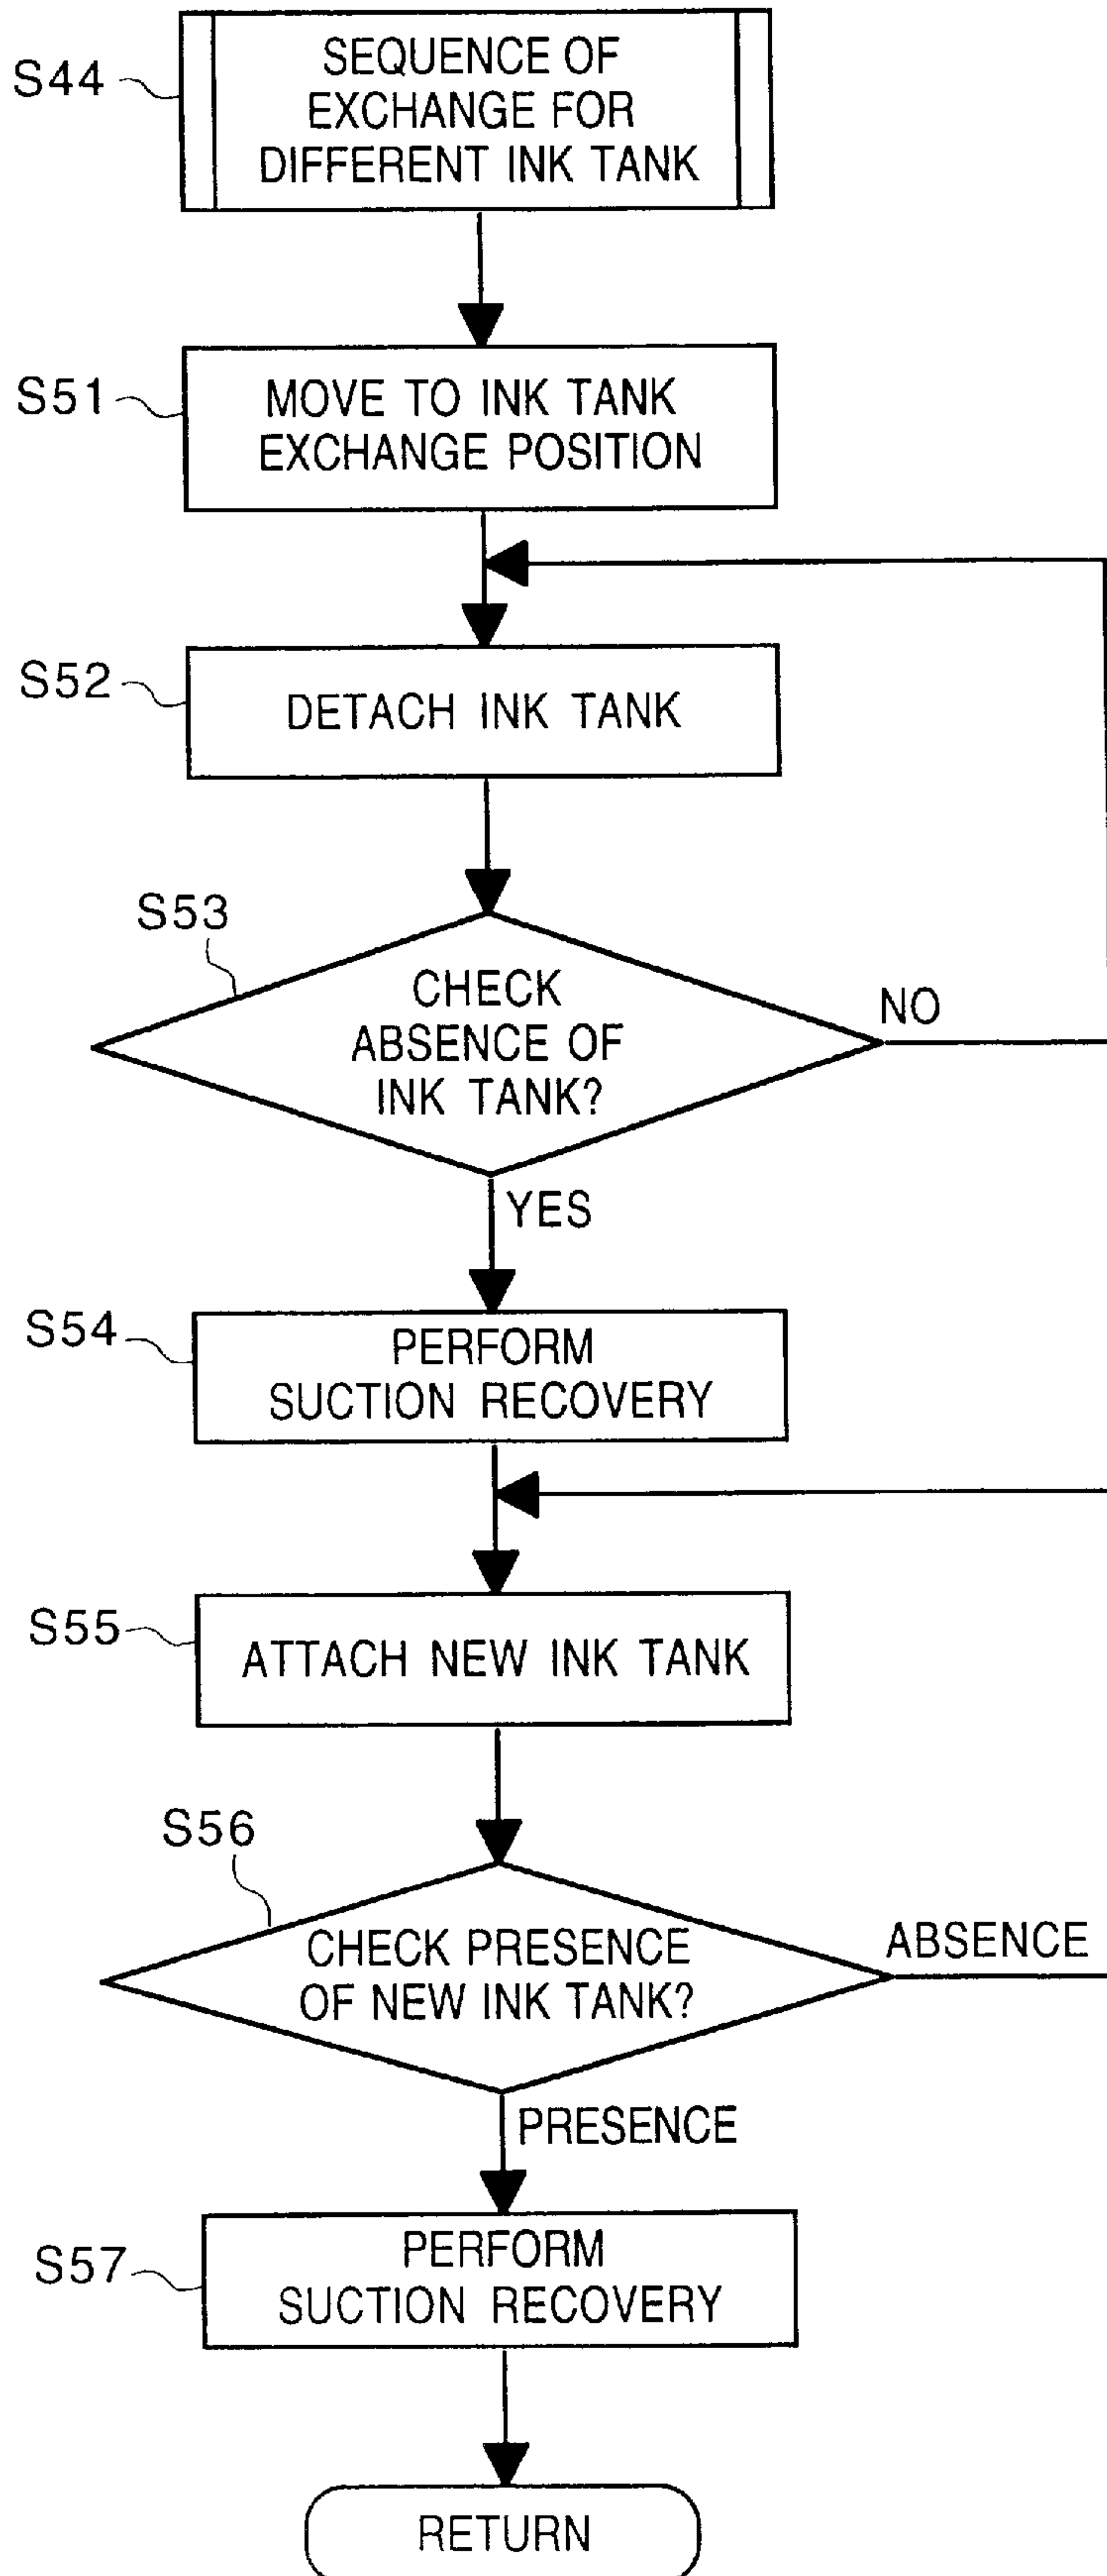 S44
SEQUENCE OF
EXCHANGE FOR
DIFFERENT INK TANK
S51
MOVE TO INK TANK
EXCHANGE POSITION
S52
DETACH INK TANK
S53
CHECK
ABSENCE OF
INK TANK?
NO
YES
S54
PERFORM
SUCTION RECOVERY
S55
ATTACH NEW INK TANK
S56
CHECK PRESENCE
OF NEW INK TANK?
ABSENCE
PRESENCE
S57
PERFORM
SUCTION RECOVERY
RETURN